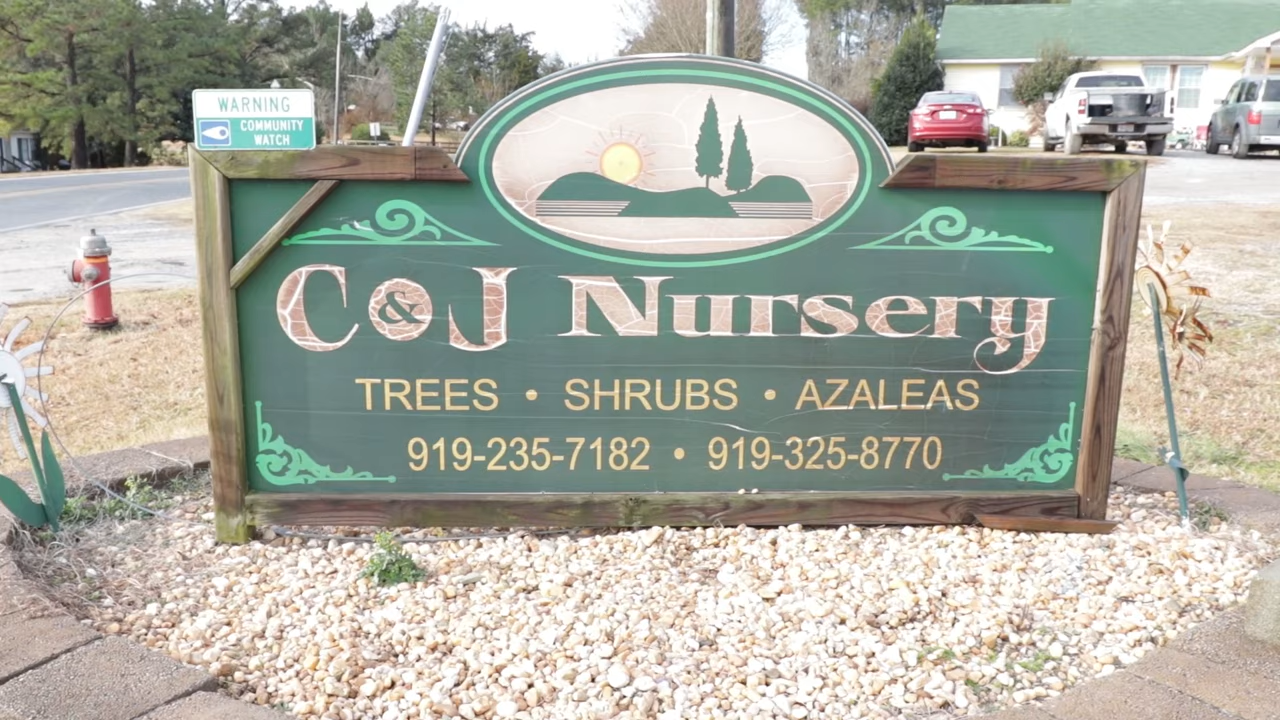 WARNING
COMMUNITY
WATCH
C&J Nursery
TREES • SHRUBS • AZALEAS
919-235-7182 • 919-325-8770